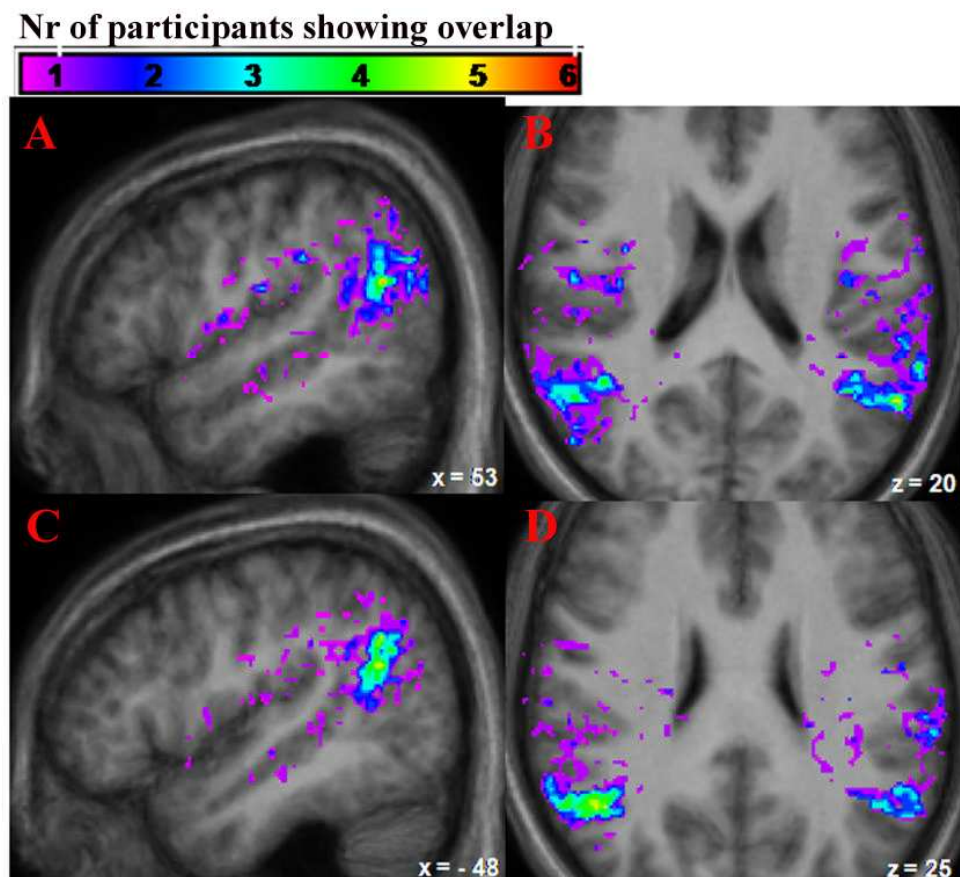 Nr of participants showing overlap
1 2 3 4 5 6
A B
x = 53 z = 20
C D
x = - 48 z = 25